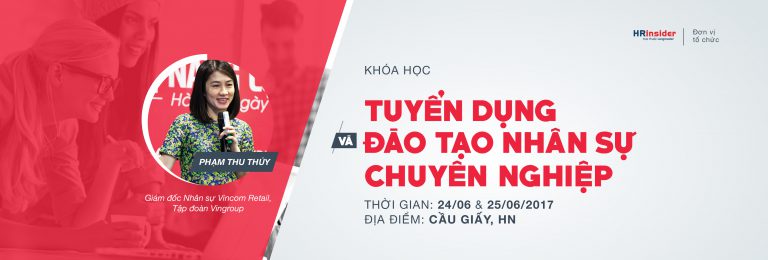 HRinsider
Đơn vị
tổ chức
KHÓA HỌC
TUYỂN DỤNG
VÀ
ĐÀO TẠO NHÂN SỰ
CHUYÊN NGHIỆP
THỜI GIAN: 24/06 & 25/06/2017
ĐỊA ĐIỂM: CẦU GIẤY, HN
PHẠM THU THỦY
Giám đốc Nhân sự Vincom Retail,
Tập đoàn Vingroup